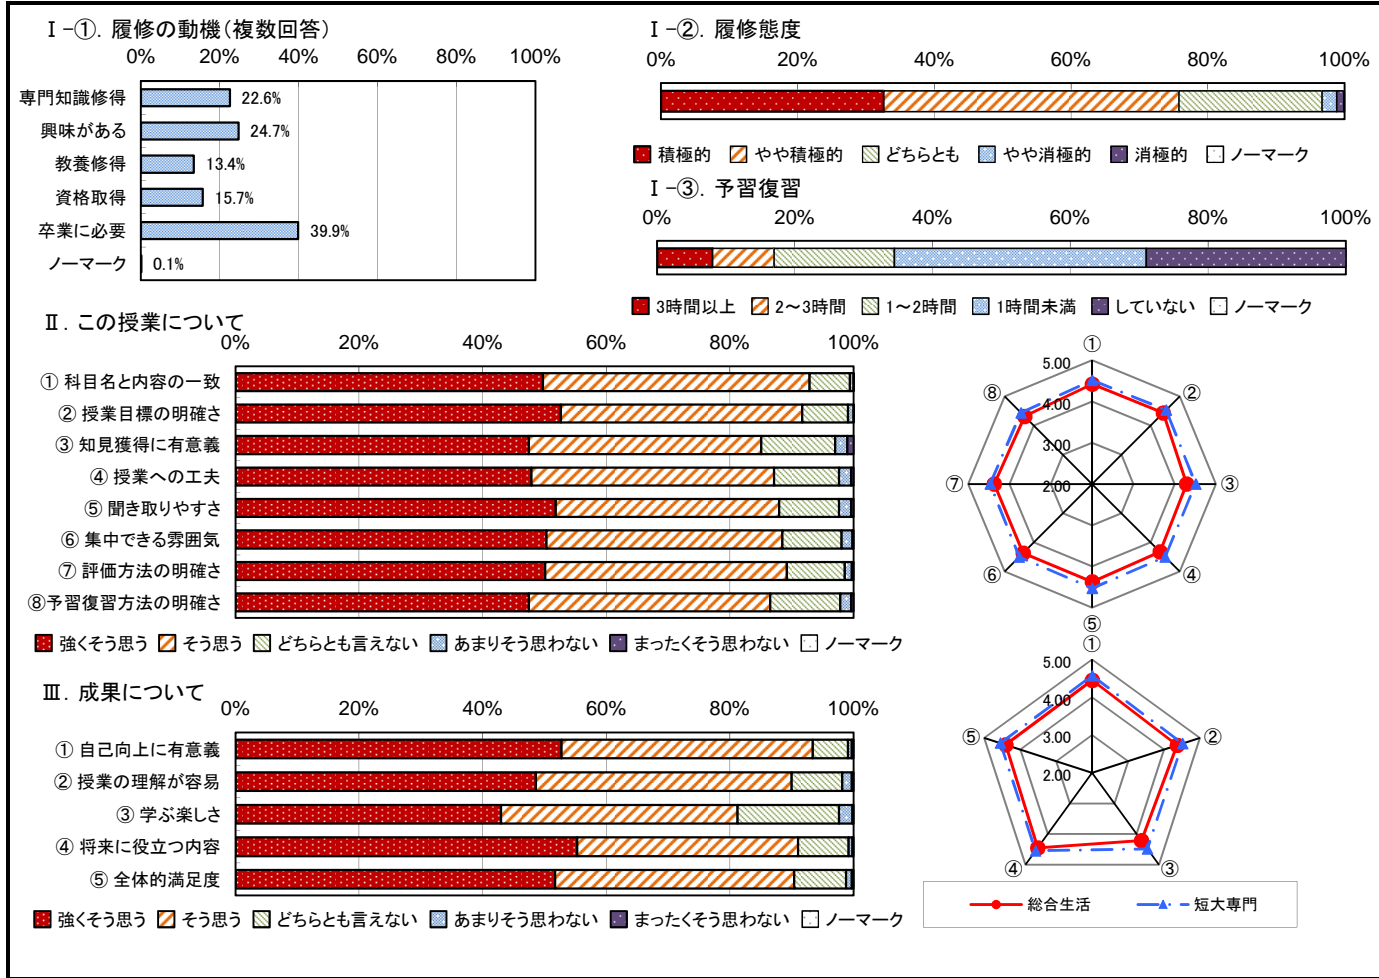 Ⅰ-①. 履修の動機(複数回答)
0% 20% 40% 60% 80% 100%
専門知識修得 22.6%
興味がある 24.7%
教養修得 13.4%
資格取得 15.7%
卒業に必要 39.9%
ノーマーク 0.1%
Ⅰ-②. 履修態度
0% 20% 40% 60% 80% 100%
積極的 やや積極的 どちらとも やや消極的 消極的 ノーマーク
Ⅰ-③. 予習復習
0% 20% 40% 60% 80% 100%
3時間以上 2～3時間 1～2時間 1時間未満 していない ノーマーク
Ⅱ. この授業について
0% 20% 40% 60% 80% 100%
① 科目名と内容の一致
② 授業目標の明確さ
③ 知見獲得に有意義
④ 授業への工夫
⑤ 聞き取りやすさ
⑥ 集中できる雰囲気
⑦ 評価方法の明確さ
⑧予習復習方法の明確さ
強くそう思う そう思う どちらとも言えない あまりそう思わない まったくそう思わない ノーマーク
①
5.00
⑧ 4.00 ②
3.00
⑦ 2.00 ③
⑥ ④
⑤
Ⅲ. 成果について
0% 20% 40% 60% 80% 100%
① 自己向上に有意義
② 授業の理解が容易
③ 学ぶ楽しさ
④ 将来に役立つ内容
⑤ 全体的満足度
強くそう思う そう思う どちらとも言えない あまりそう思わない まったくそう思わない ノーマーク
①
5.00
4.00
⑤ 3.00 ②
2.00
④ ③
総合生活 短大専門